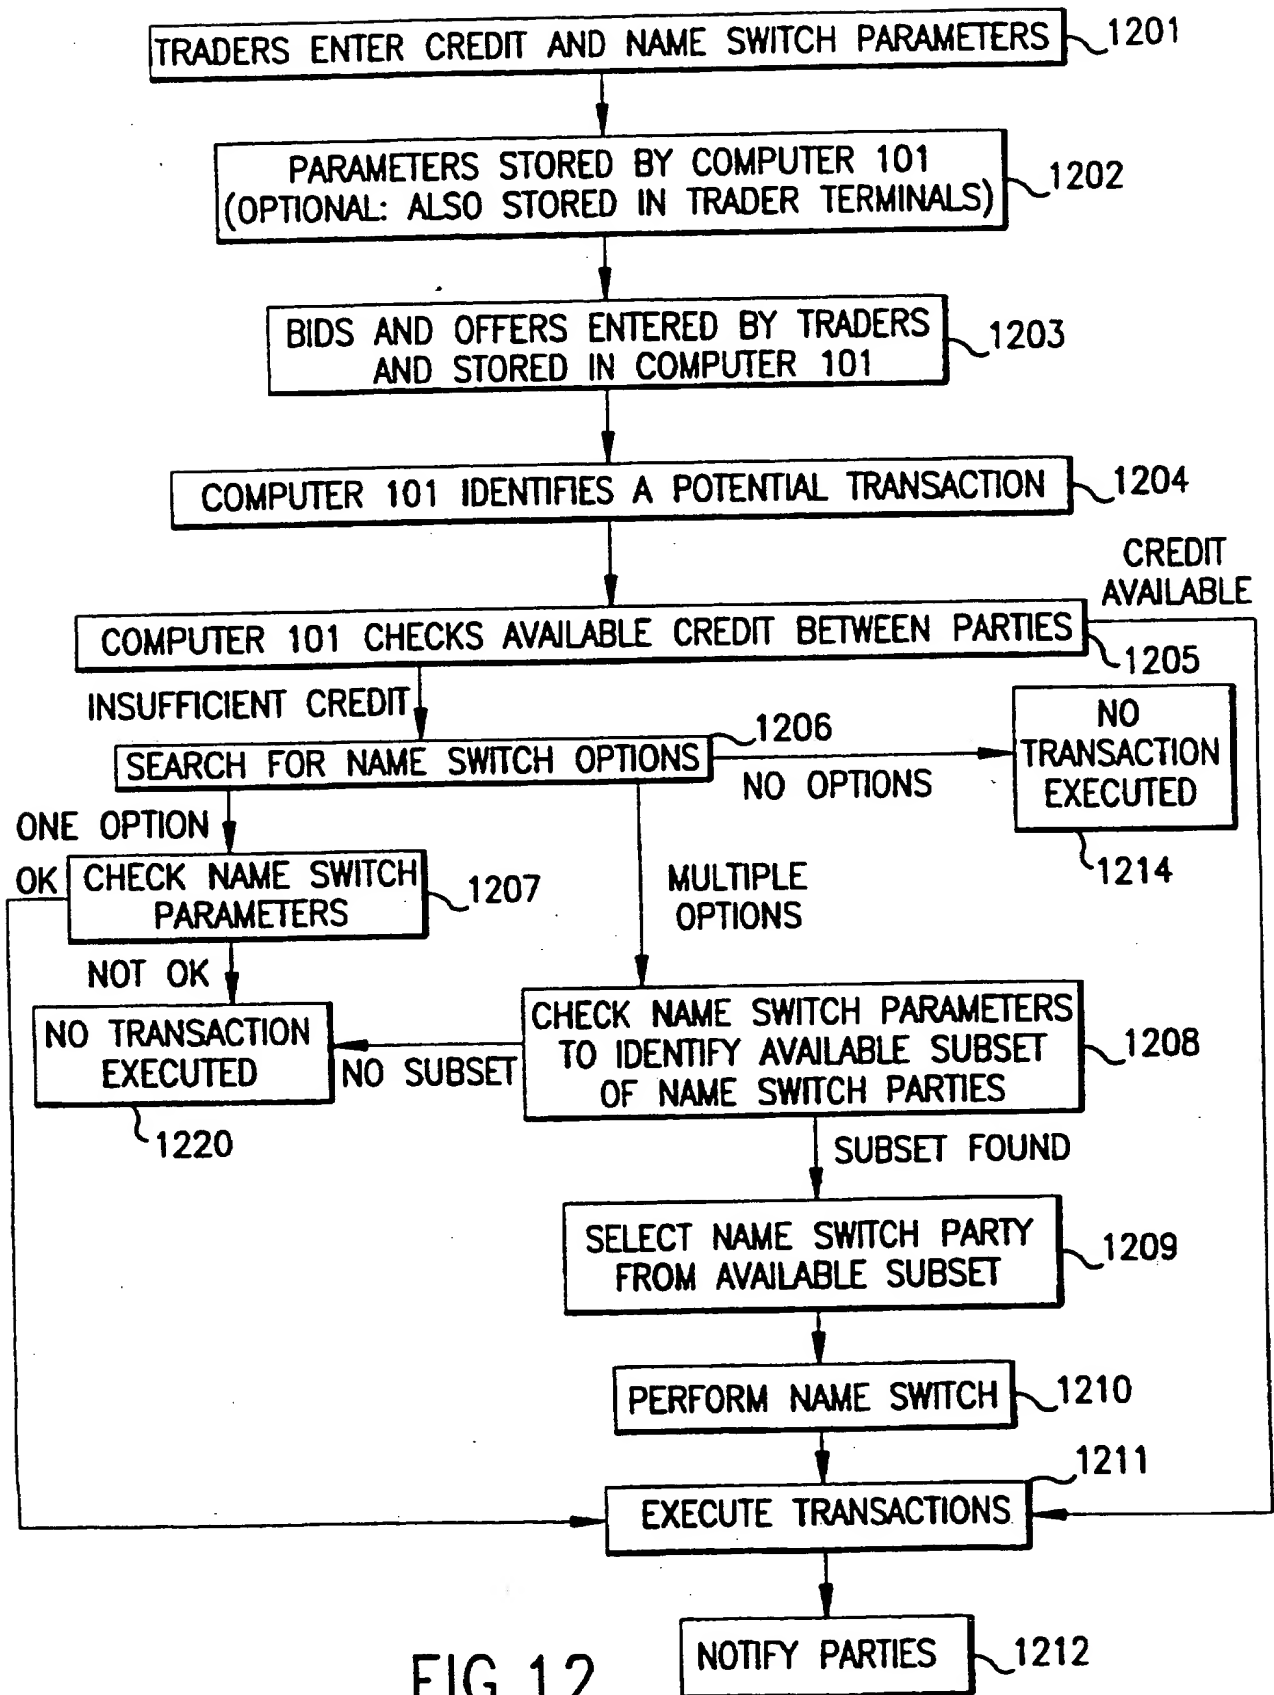 TRADERS ENTER CREDIT AND NAME SWITCH PARAMETERS
1201
PARAMETERS STORED BY COMPUTER 101
(OPTIONAL: ALSO STORED IN TRADER TERMINALS)
1202
BIDS AND OFFERS ENTERED BY TRADERS
AND STORED IN COMPUTER 101
1203
COMPUTER 101 IDENTIFIES A POTENTIAL TRANSACTION
1204
CREDIT
AVAILABLE
COMPUTER 101 CHECKS AVAILABLE CREDIT BETWEEN PARTIES
1205
INSUFFICIENT CREDIT
SEARCH FOR NAME SWITCH OPTIONS
1206
NO OPTIONS
NO
TRANSACTION
EXECUTED
1214
ONE OPTION
OK
CHECK NAME SWITCH
PARAMETERS
1207
MULTIPLE
OPTIONS
NOT OK
NO TRANSACTION
EXECUTED
1220
NO SUBSET
CHECK NAME SWITCH PARAMETERS
TO IDENTIFY AVAILABLE SUBSET
OF NAME SWITCH PARTIES
1208
SUBSET FOUND
SELECT NAME SWITCH PARTY
FROM AVAILABLE SUBSET
1209
PERFORM NAME SWITCH
1210
EXECUTE TRANSACTIONS
1211
NOTIFY PARTIES
1212
FIG.12